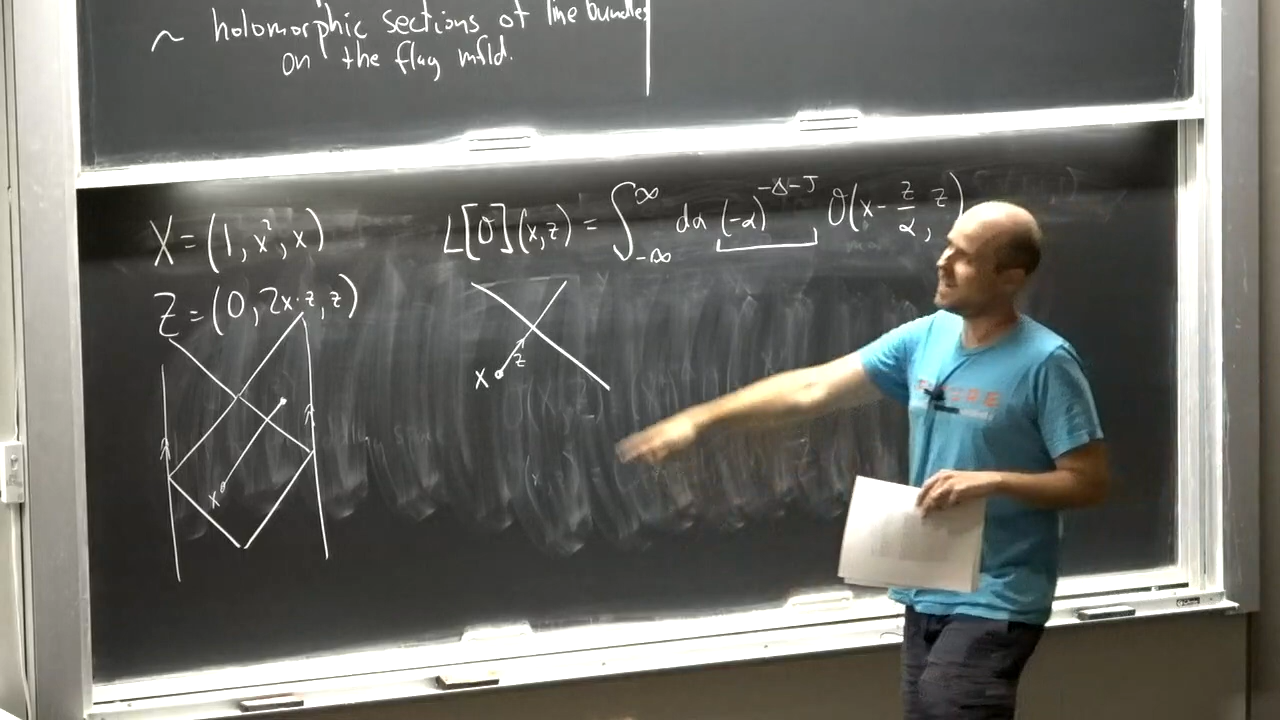 ~ holomorphic sections of line bundles
on the flag mfld.
X = (1, x², x)
Z = (0, 2x·z, z)
L[O](x,z) = ∫_{-∞}^{∞} dα (-α)^{-Δ-J} O(x - z/α, z)
x z
x